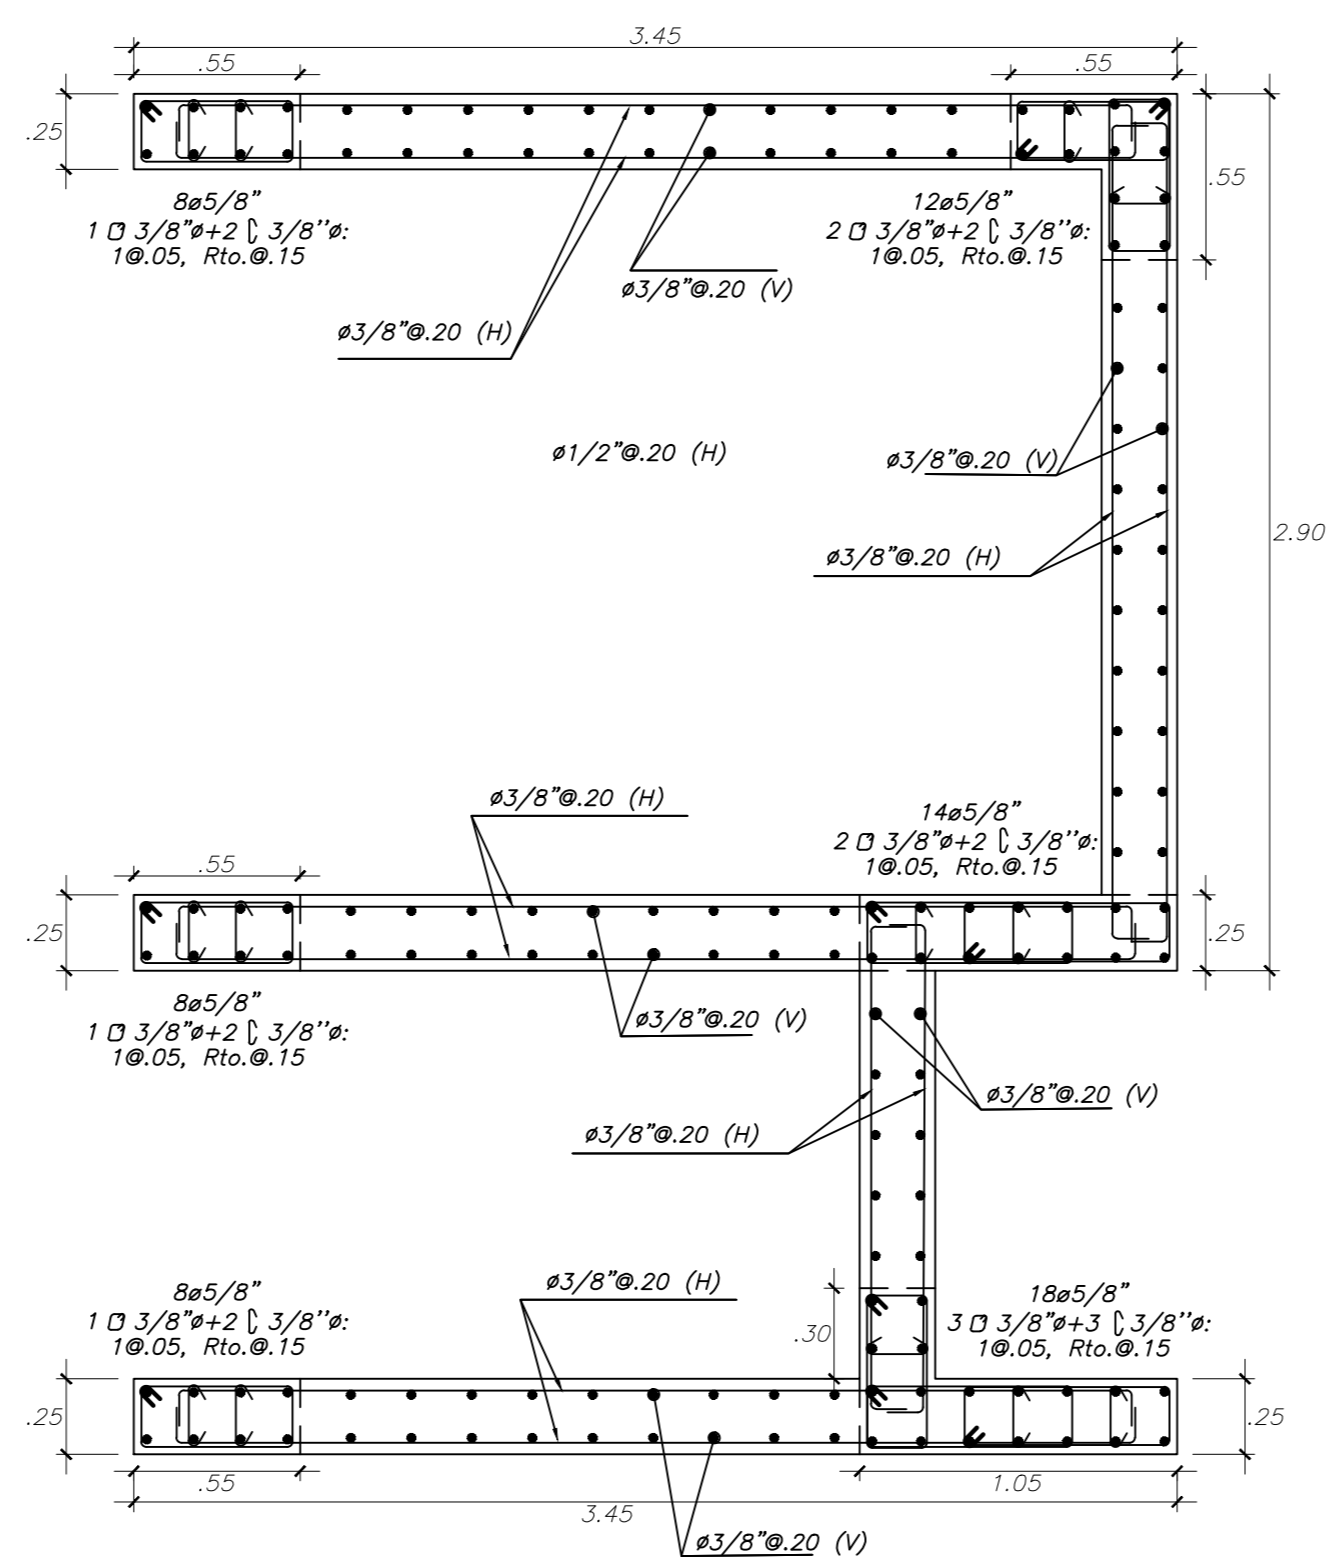 3.45
.55
.55
.25
.55
8ø5/8"
1 3/8"ø+2 3/8''ø:
1@.05, Rto.@.15
12ø5/8"
2 3/8"ø+2 3/8''ø:
1@.05, Rto.@.15
ø3/8"@.20 (V)
ø3/8"@.20 (H)
ø1/2"@.20 (H)
ø3/8"@.20 (V)
2.90
ø3/8"@.20 (H)
ø3/8"@.20 (H)
14ø5/8"
2 3/8"ø+2 3/8''ø:
1@.05, Rto.@.15
.55
.25
.25
8ø5/8"
1 3/8"ø+2 3/8''ø:
1@.05, Rto.@.15
ø3/8"@.20 (V)
ø3/8"@.20 (V)
ø3/8"@.20 (H)
8ø5/8"
1 3/8"ø+2 3/8''ø:
1@.05, Rto.@.15
ø3/8"@.20 (H)
18ø5/8"
3 3/8"ø+3 3/8''ø:
1@.05, Rto.@.15
.30
.25
.25
.55
1.05
3.45
ø3/8"@.20 (V)